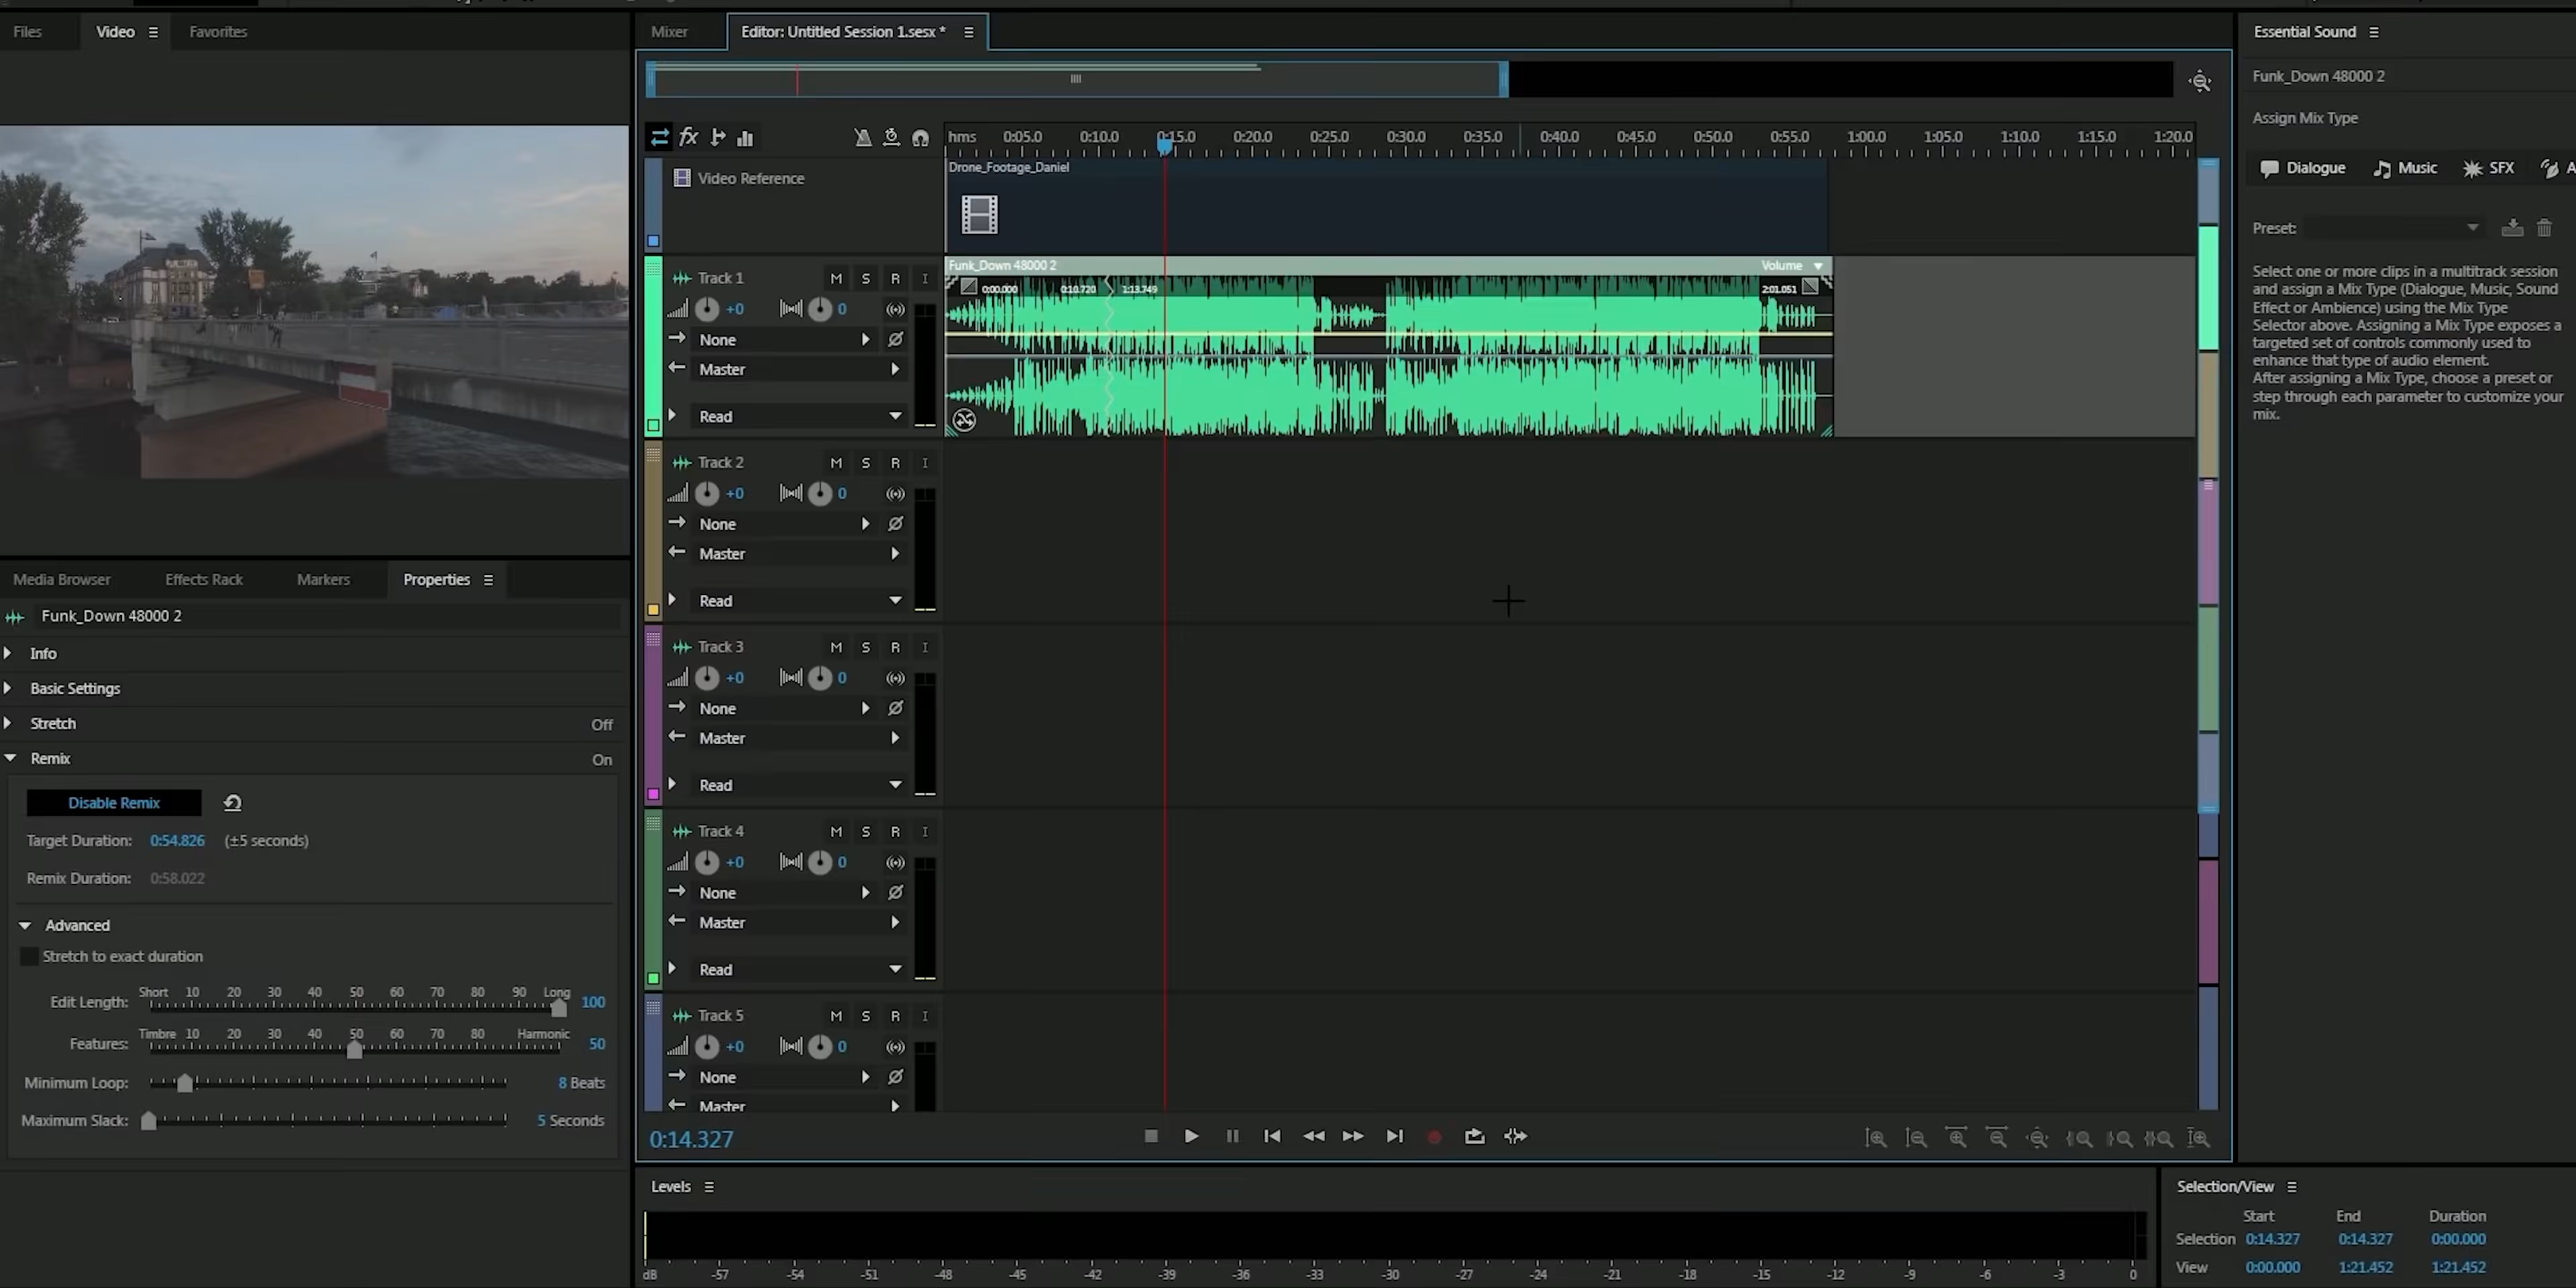 Files
Video
Favorites
Mixer
Editor: Untitled Session 1.sesx *
Essential Sound
Funk_Down 48000 2
Assign Mix Type
Dialogue
Music
SFX
A
Preset:
Select one or more clips in a multitrack session
and assign a Mix Type (Dialogue, Music, Sound
Effect or Ambience) using the Mix Type
Selector above. Assigning a Mix Type exposes a
targeted set of controls commonly used to
enhance that type of audio element.
After assigning a Mix Type, choose a preset or
step through each parameter to customize your
mix.
fx
hms 0:05.0 0:10.0 0:15.0 0:20.0 0:25.0 0:30.0 0:35.0 0:40.0 0:45.0 0:50.0 0:55.0 1:00.0 1:05.0 1:10.0 1:15.0 1:20.0
Video Reference
Drone_Footage_Daniel
Funk_Down 48000 2
Volume
0:00.000 0:10.720 1:13.749 2:01.051
Track 1 M S R I
+0 0
None
Master
Read
Track 2 M S R I
+0 0
None
Master
Read
Track 3 M S R I
+0 0
None
Master
Read
Track 4 M S R I
+0 0
None
Master
Read
Track 5 M S R I
+0 0
None
Master
0:14.327
Media Browser
Effects Rack
Markers
Properties
Funk_Down 48000 2
Info
Basic Settings
Stretch Off
Remix On
Disable Remix
Target Duration: 0:54.826 (±5 seconds)
Remix Duration: 0:58.022
Advanced
Stretch to exact duration
Short 10 20 30 40 50 60 70 80 90 Long
Edit Length: 100
Timbre 10 20 30 40 50 60 70 80 Harmonic
Features: 50
Minimum Loop: 8 Beats
Maximum Slack: 5 Seconds
Levels
dB -57 -54 -51 -48 -45 -42 -39 -36 -33 -30 -27 -24 -21 -18 -15 -12 -9 -6 -3 0
Selection/View
Start End Duration
Selection 0:14.327 0:14.327 0:00.000
View 0:00.000 1:21.452 1:21.452